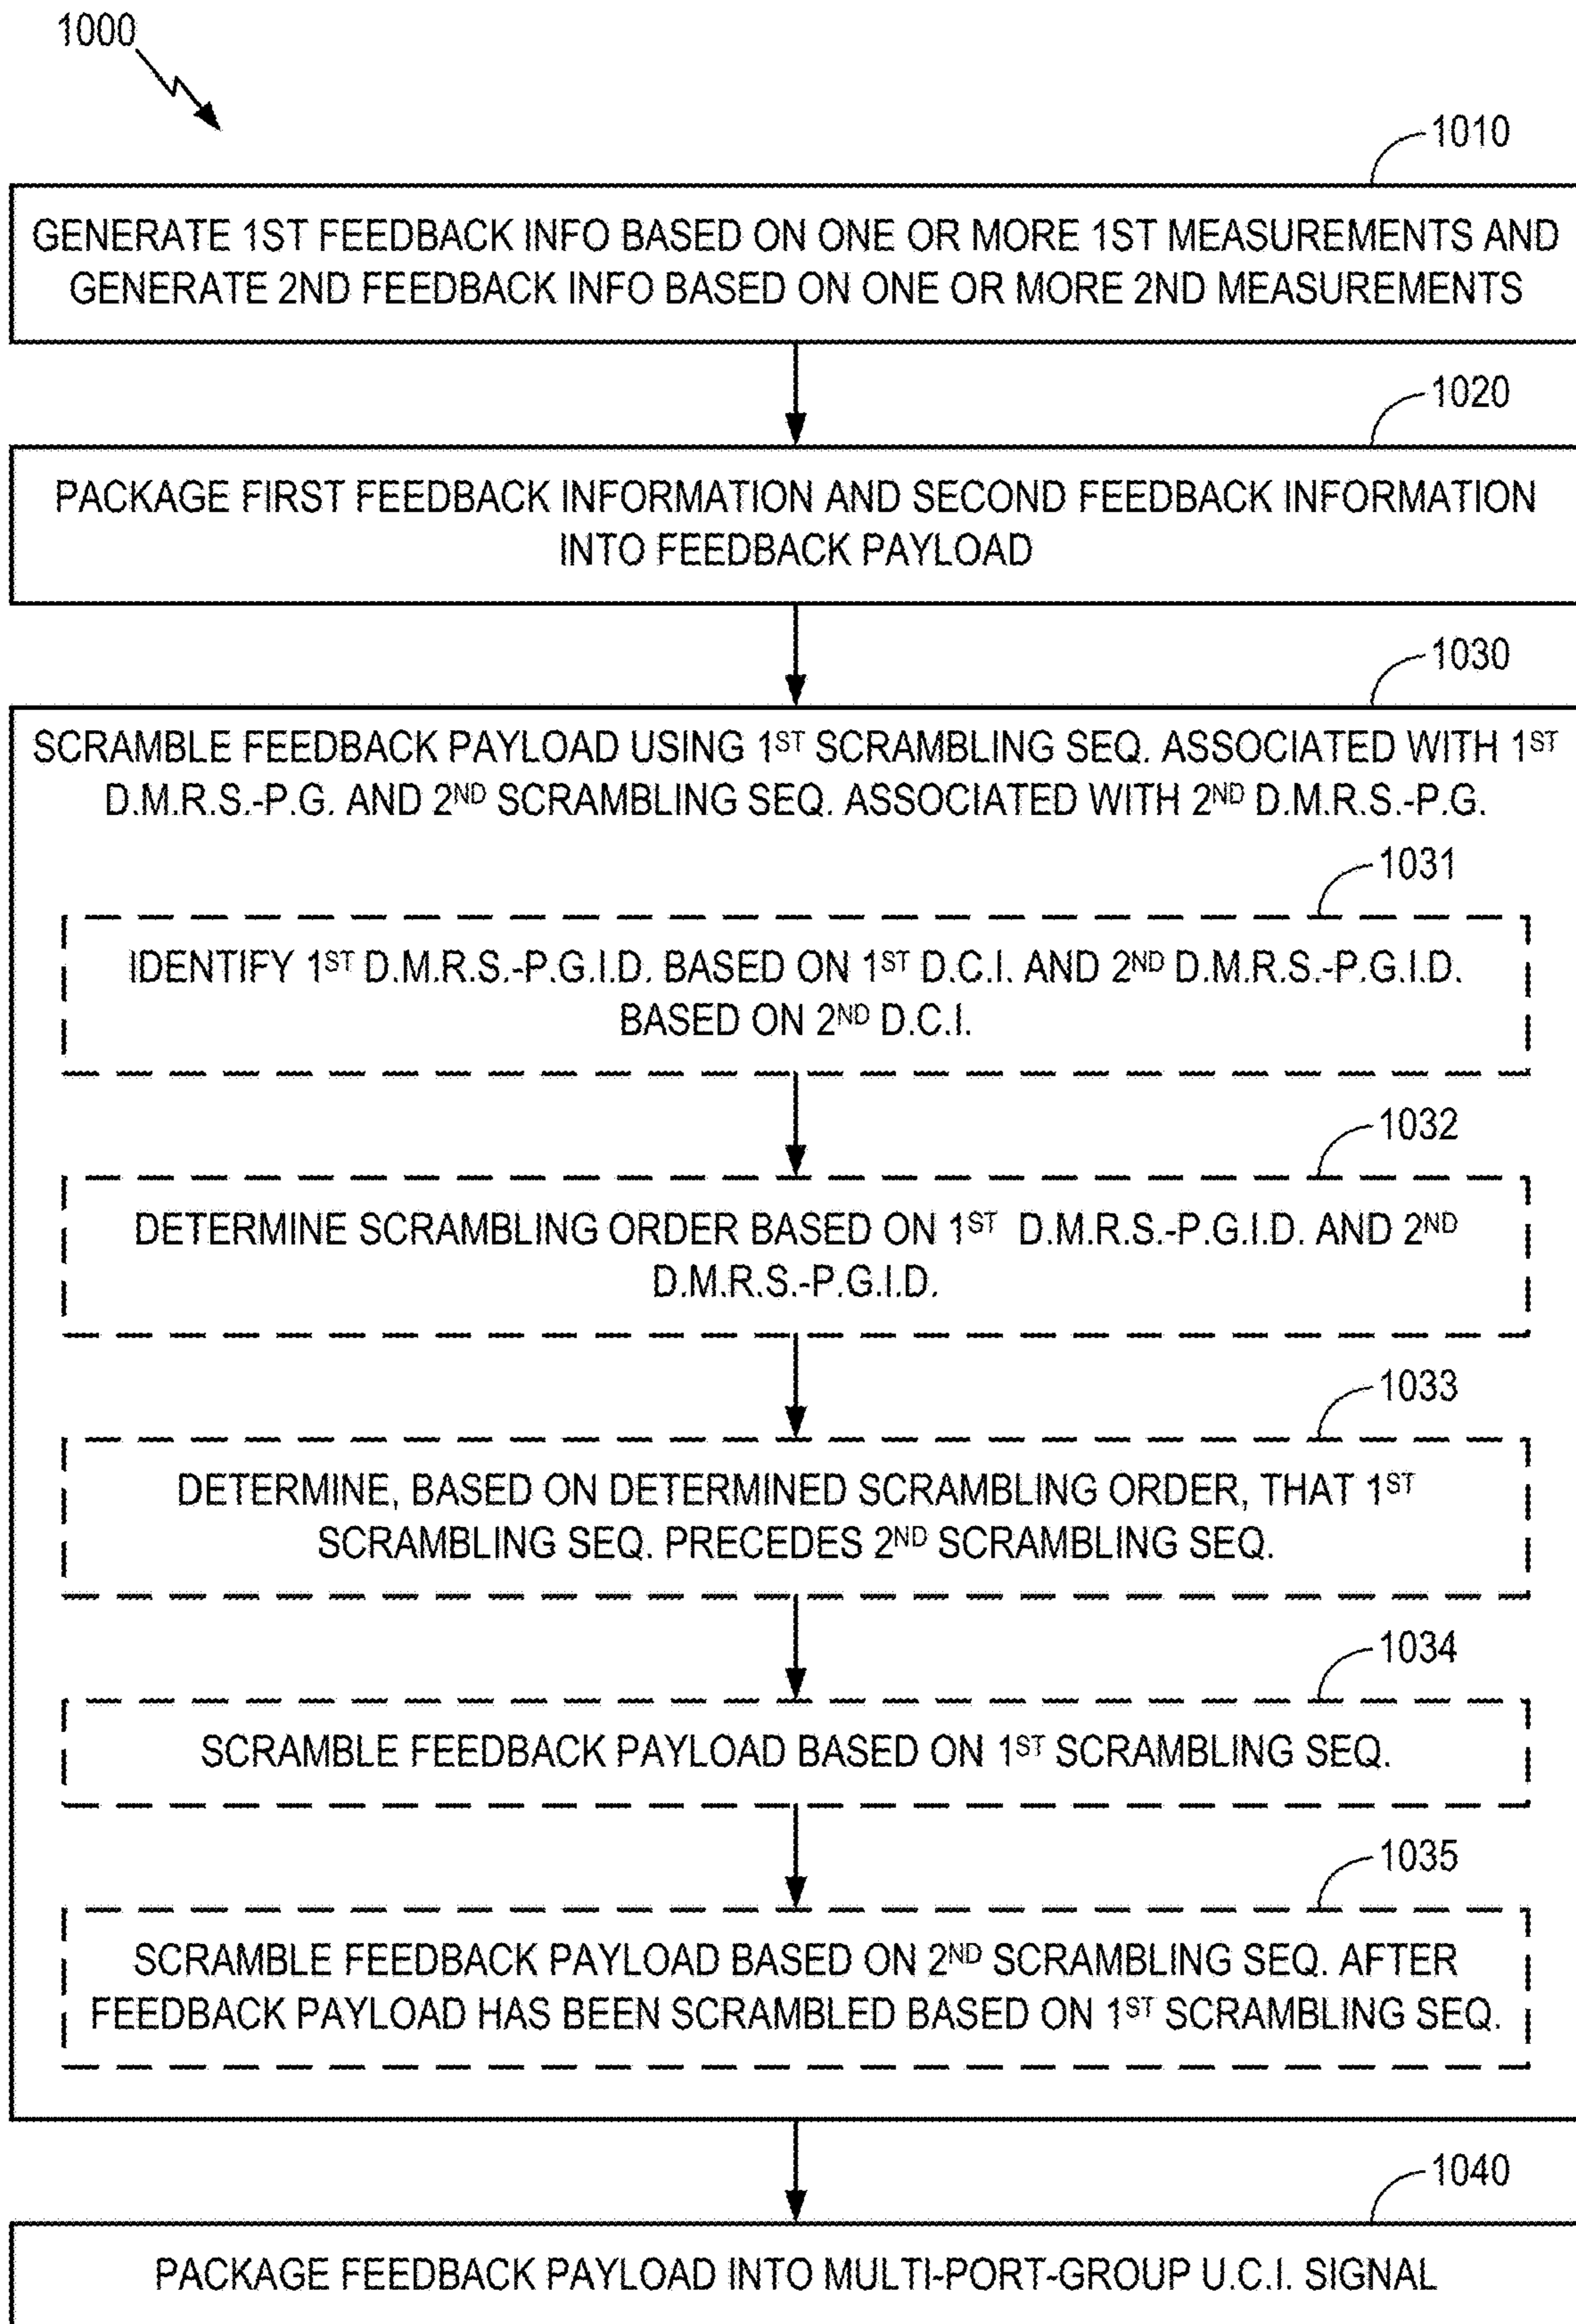 1000
1010
GENERATE 1ST FEEDBACK INFO BASED ON ONE OR MORE 1ST MEASUREMENTS AND
GENERATE 2ND FEEDBACK INFO BASED ON ONE OR MORE 2ND MEASUREMENTS
1020
PACKAGE FIRST FEEDBACK INFORMATION AND SECOND FEEDBACK INFORMATION
INTO FEEDBACK PAYLOAD
1030
SCRAMBLE FEEDBACK PAYLOAD USING 1ST SCRAMBLING SEQ. ASSOCIATED WITH 1ST
D.M.R.S.-P.G. AND 2ND SCRAMBLING SEQ. ASSOCIATED WITH 2ND D.M.R.S.-P.G.
1031
IDENTIFY 1ST D.M.R.S.-P.G.I.D. BASED ON 1ST D.C.I. AND 2ND D.M.R.S.-P.G.I.D.
BASED ON 2ND D.C.I.
1032
DETERMINE SCRAMBLING ORDER BASED ON 1ST D.M.R.S.-P.G.I.D. AND 2ND
D.M.R.S.-P.G.I.D.
1033
DETERMINE, BASED ON DETERMINED SCRAMBLING ORDER, THAT 1ST
SCRAMBLING SEQ. PRECEDES 2ND SCRAMBLING SEQ.
1034
SCRAMBLE FEEDBACK PAYLOAD BASED ON 1ST SCRAMBLING SEQ.
1035
SCRAMBLE FEEDBACK PAYLOAD BASED ON 2ND SCRAMBLING SEQ. AFTER
FEEDBACK PAYLOAD HAS BEEN SCRAMBLED BASED ON 1ST SCRAMBLING SEQ.
1040
PACKAGE FEEDBACK PAYLOAD INTO MULTI-PORT-GROUP U.C.I. SIGNAL